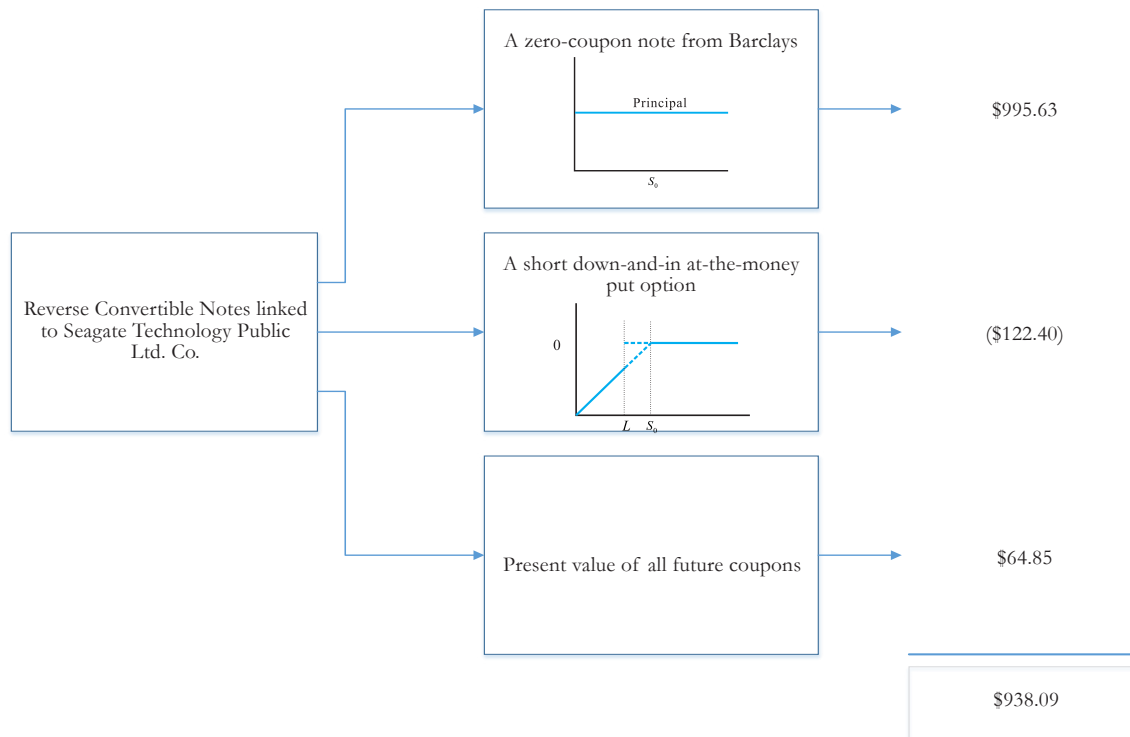 A zero-coupon note from Barclays
Principal
S₀
$995.63
Reverse Convertible Notes linked
to Seagate Technology Public
Ltd. Co.
A short down-and-in at-the-money
put option
0
L S₀
($122.40)
Present value of all future coupons
$64.85
$938.09